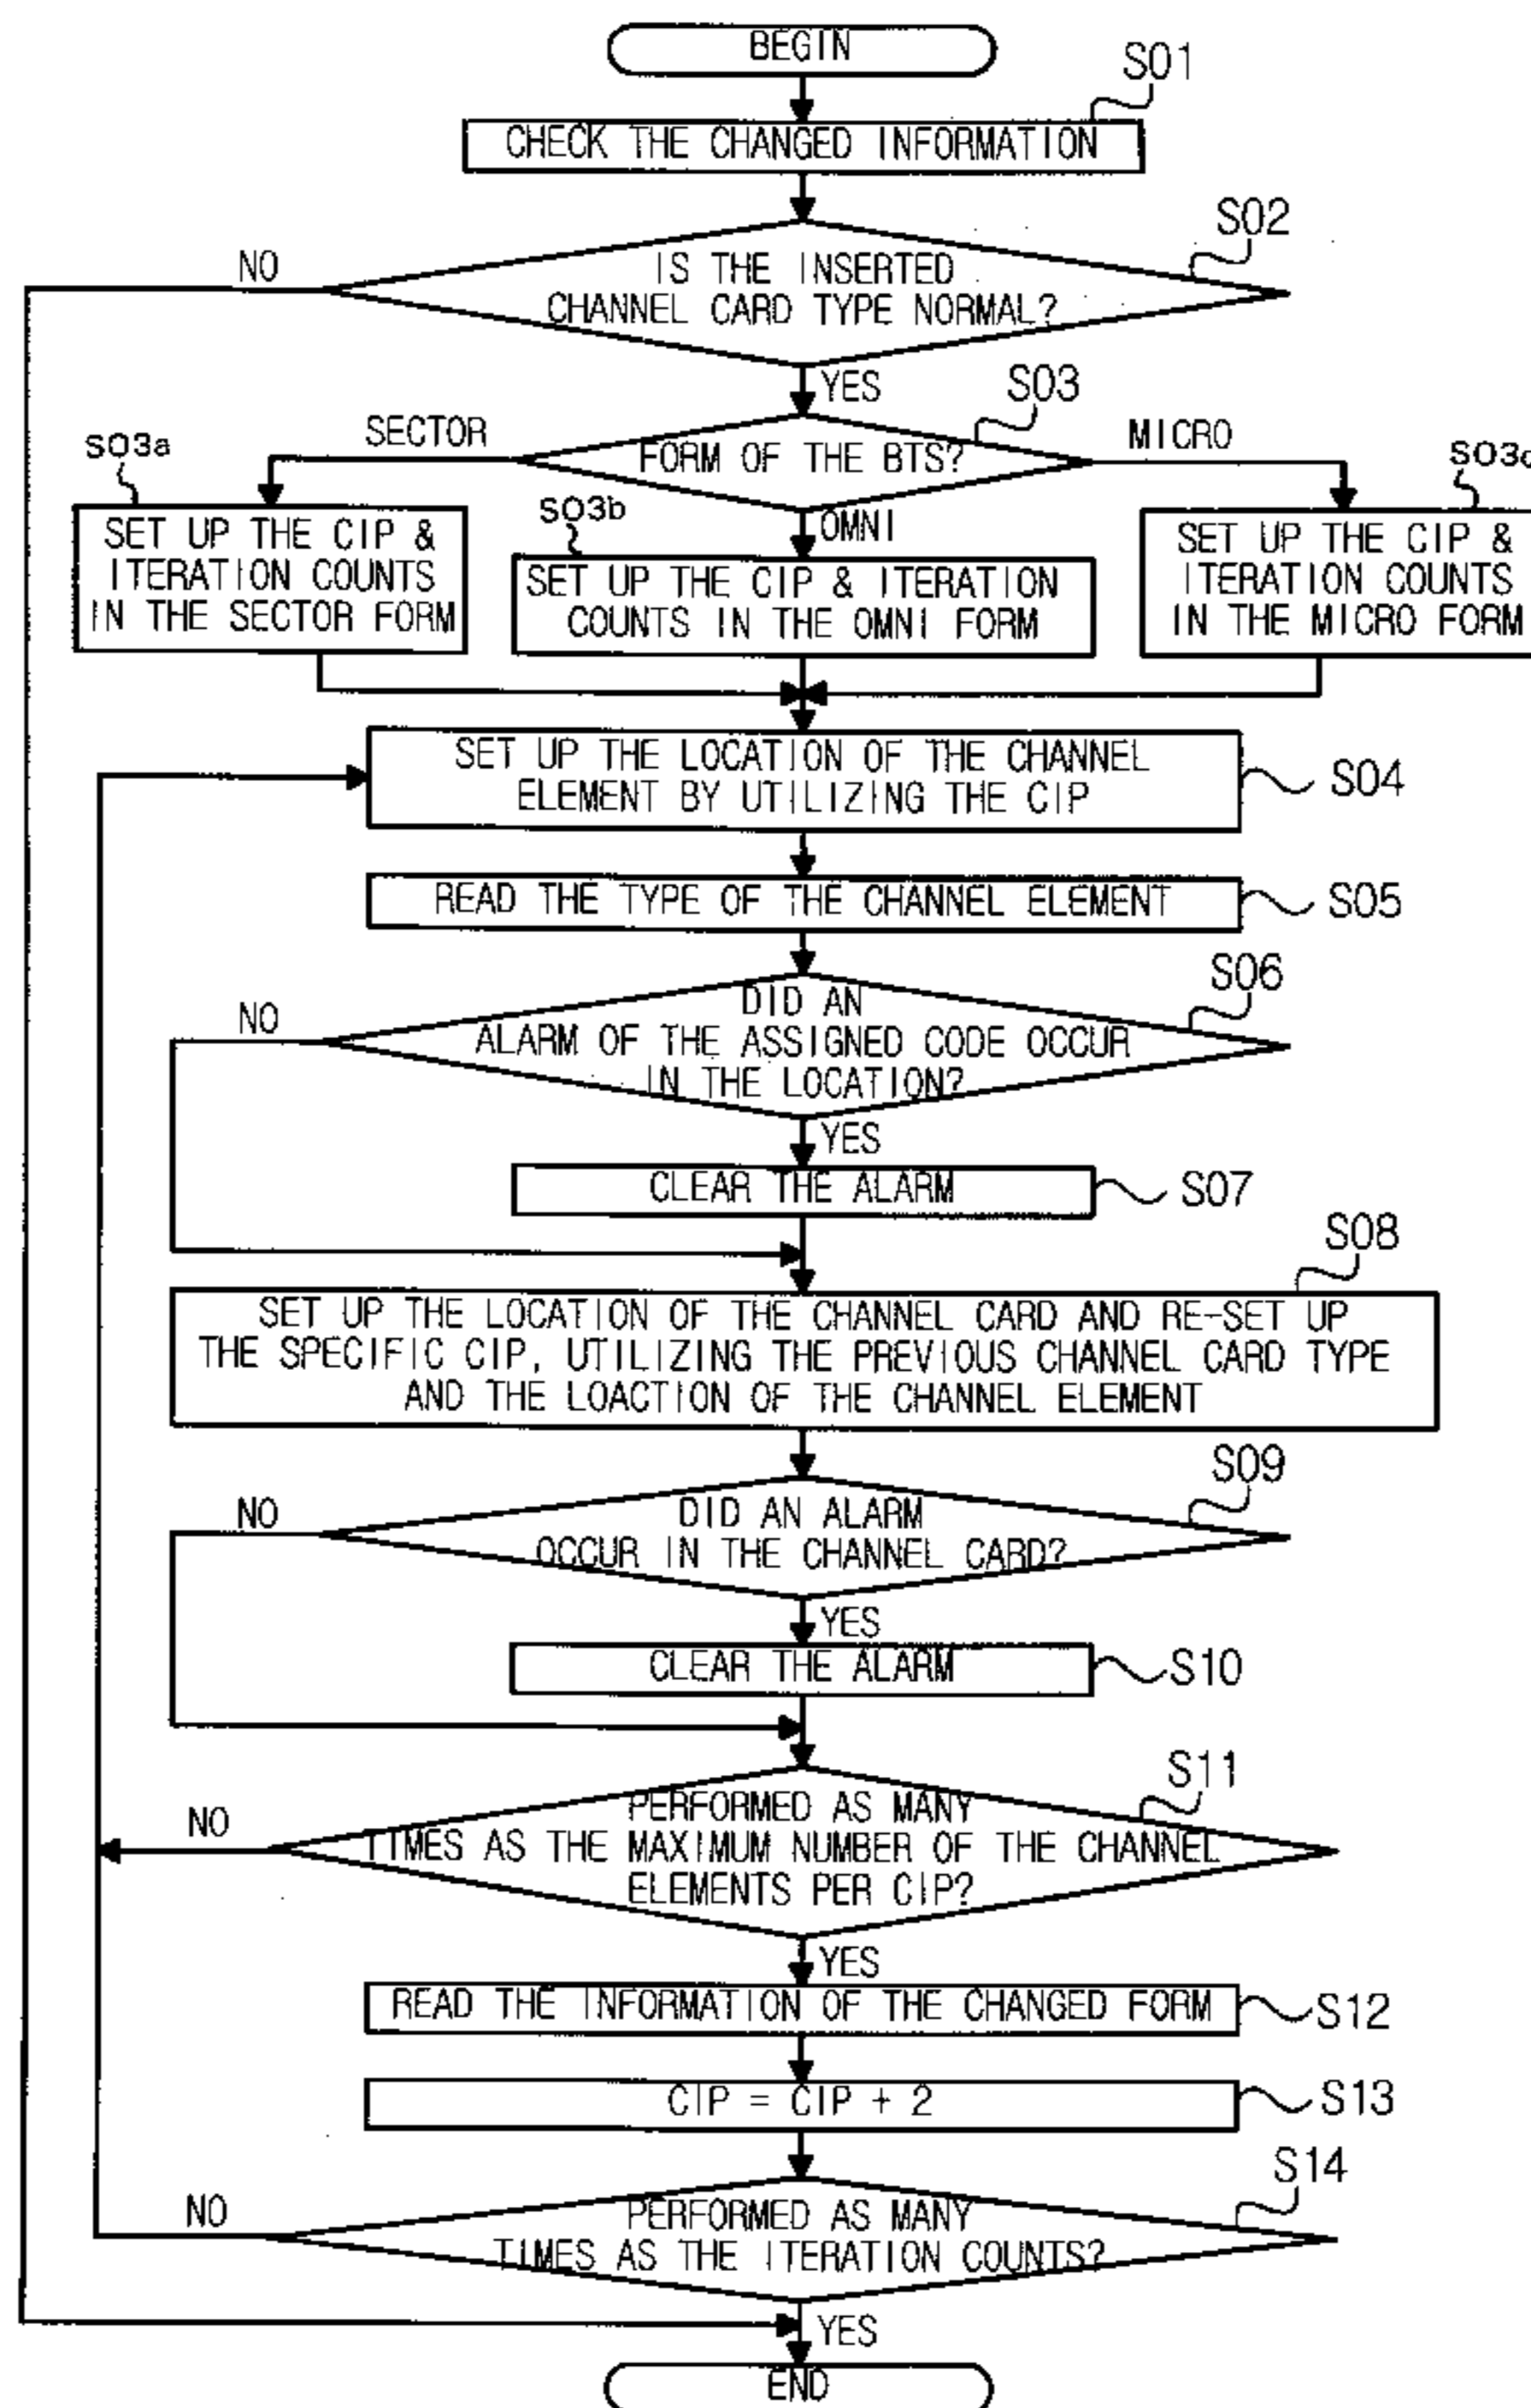 BEGIN
S01
CHECK THE CHANGED INFORMATION
S02
NO
IS THE INSERTED
CHANNEL CARD TYPE NORMAL?
YES
S03
SECTOR
MICRO
FORM OF THE BTS?
S03a
S03b
S03c
OMNI
SET UP THE CIP &
ITERATION COUNTS
IN THE SECTOR FORM
SET UP THE CIP & ITERATION
COUNTS IN THE OMNI FORM
SET UP THE CIP &
ITERATION COUNTS
IN THE MICRO FORM
SET UP THE LOCATION OF THE CHANNEL
ELEMENT BY UTILIZING THE CIP
S04
READ THE TYPE OF THE CHANNEL ELEMENT
S05
S06
NO
DID AN
ALARM OF THE ASSIGNED CODE OCCUR
IN THE LOCATION?
YES
CLEAR THE ALARM
S07
S08
SET UP THE LOCATION OF THE CHANNEL CARD AND RE-SET UP
THE SPECIFIC CIP, UTILIZING THE PREVIOUS CHANNEL CARD TYPE
AND THE LOACTION OF THE CHANNEL ELEMENT
S09
NO
DID AN ALARM
OCCUR IN THE CHANNEL CARD?
YES
CLEAR THE ALARM
S10
S11
NO
PERFORMED AS MANY
TIMES AS THE MAXIMUM NUMBER OF THE CHANNEL
ELEMENTS PER CIP?
YES
READ THE INFORMATION OF THE CHANGED FORM
S12
CIP = CIP + 2
S13
S14
NO
PERFORMED AS MANY
TIMES AS THE ITERATION COUNTS?
YES
END